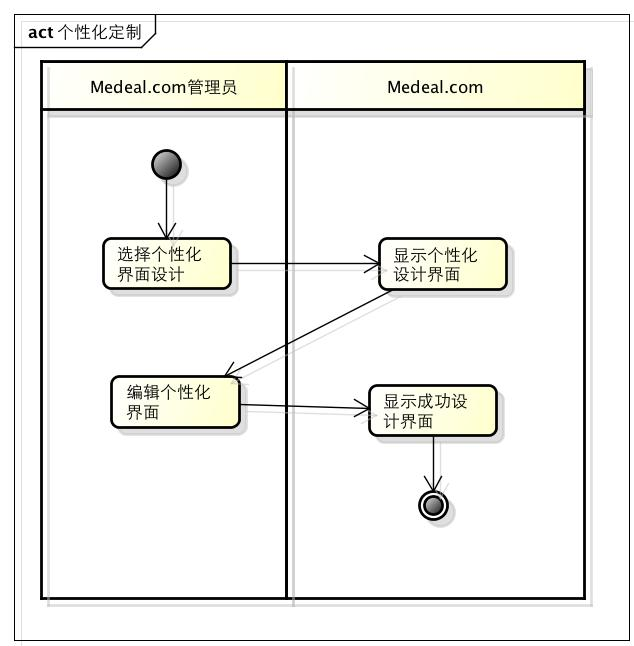 act 个性化定制
Medeal.com管理员
Medeal.com
选择个性化
界面设计
显示个性化
设计界面
编辑个性化
界面
显示成功设
计界面